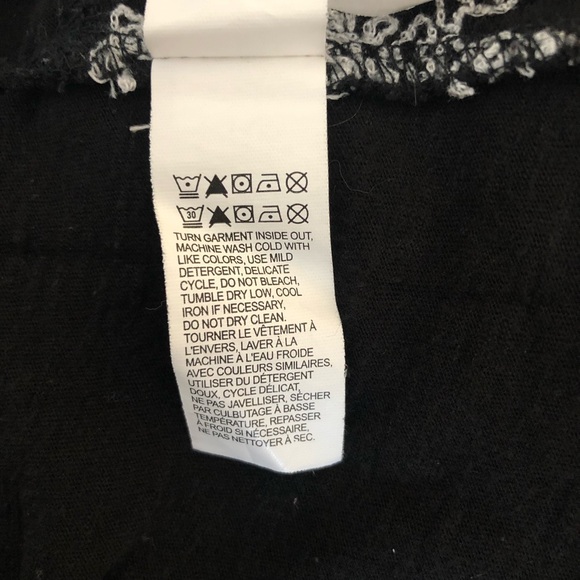 30
TURN GARMENT INSIDE OUT,
MACHINE WASH COLD WITH
LIKE COLORS, USE MILD
DETERGENT, DELICATE
CYCLE, DO NOT BLEACH,
TUMBLE DRY LOW, COOL
IRON IF NECESSARY,
DO NOT DRY CLEAN.
TOURNER LE VÊTEMENT À
L'ENVERS, LAVER À LA
MACHINE À L'EAU FROIDE
AVEC COULEURS SIMILAIRES,
UTILISER DU DÉTERGENT
DOUX, CYCLE DÉLICAT,
NE PAS JAVELLISER, SÉCHER
PAR CULBUTAGE À BASSE
TEMPÉRATURE, REPASSER
À FROID SI NÉCESSAIRE,
NE PAS NETTOYER À SEC.